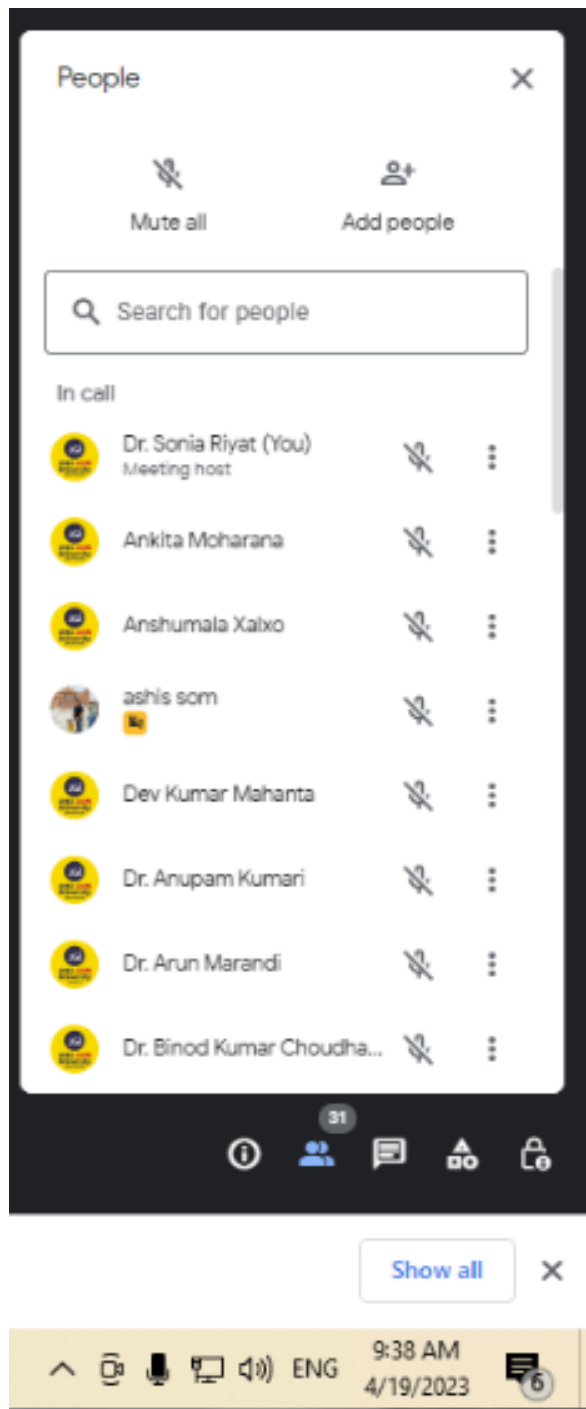 People
Mute all
Add people
Search for people
In call
Dr. Sonia Riyat (You)
Meeting host
Ankita Moharana
Anshumala Xalxo
ashis som
Dev Kumar Mahanta
Dr. Anupam Kumari
Dr. Arun Marandi
Dr. Binod Kumar Choudha...
31
Show all
ENG
9:38 AM
4/19/2023
6